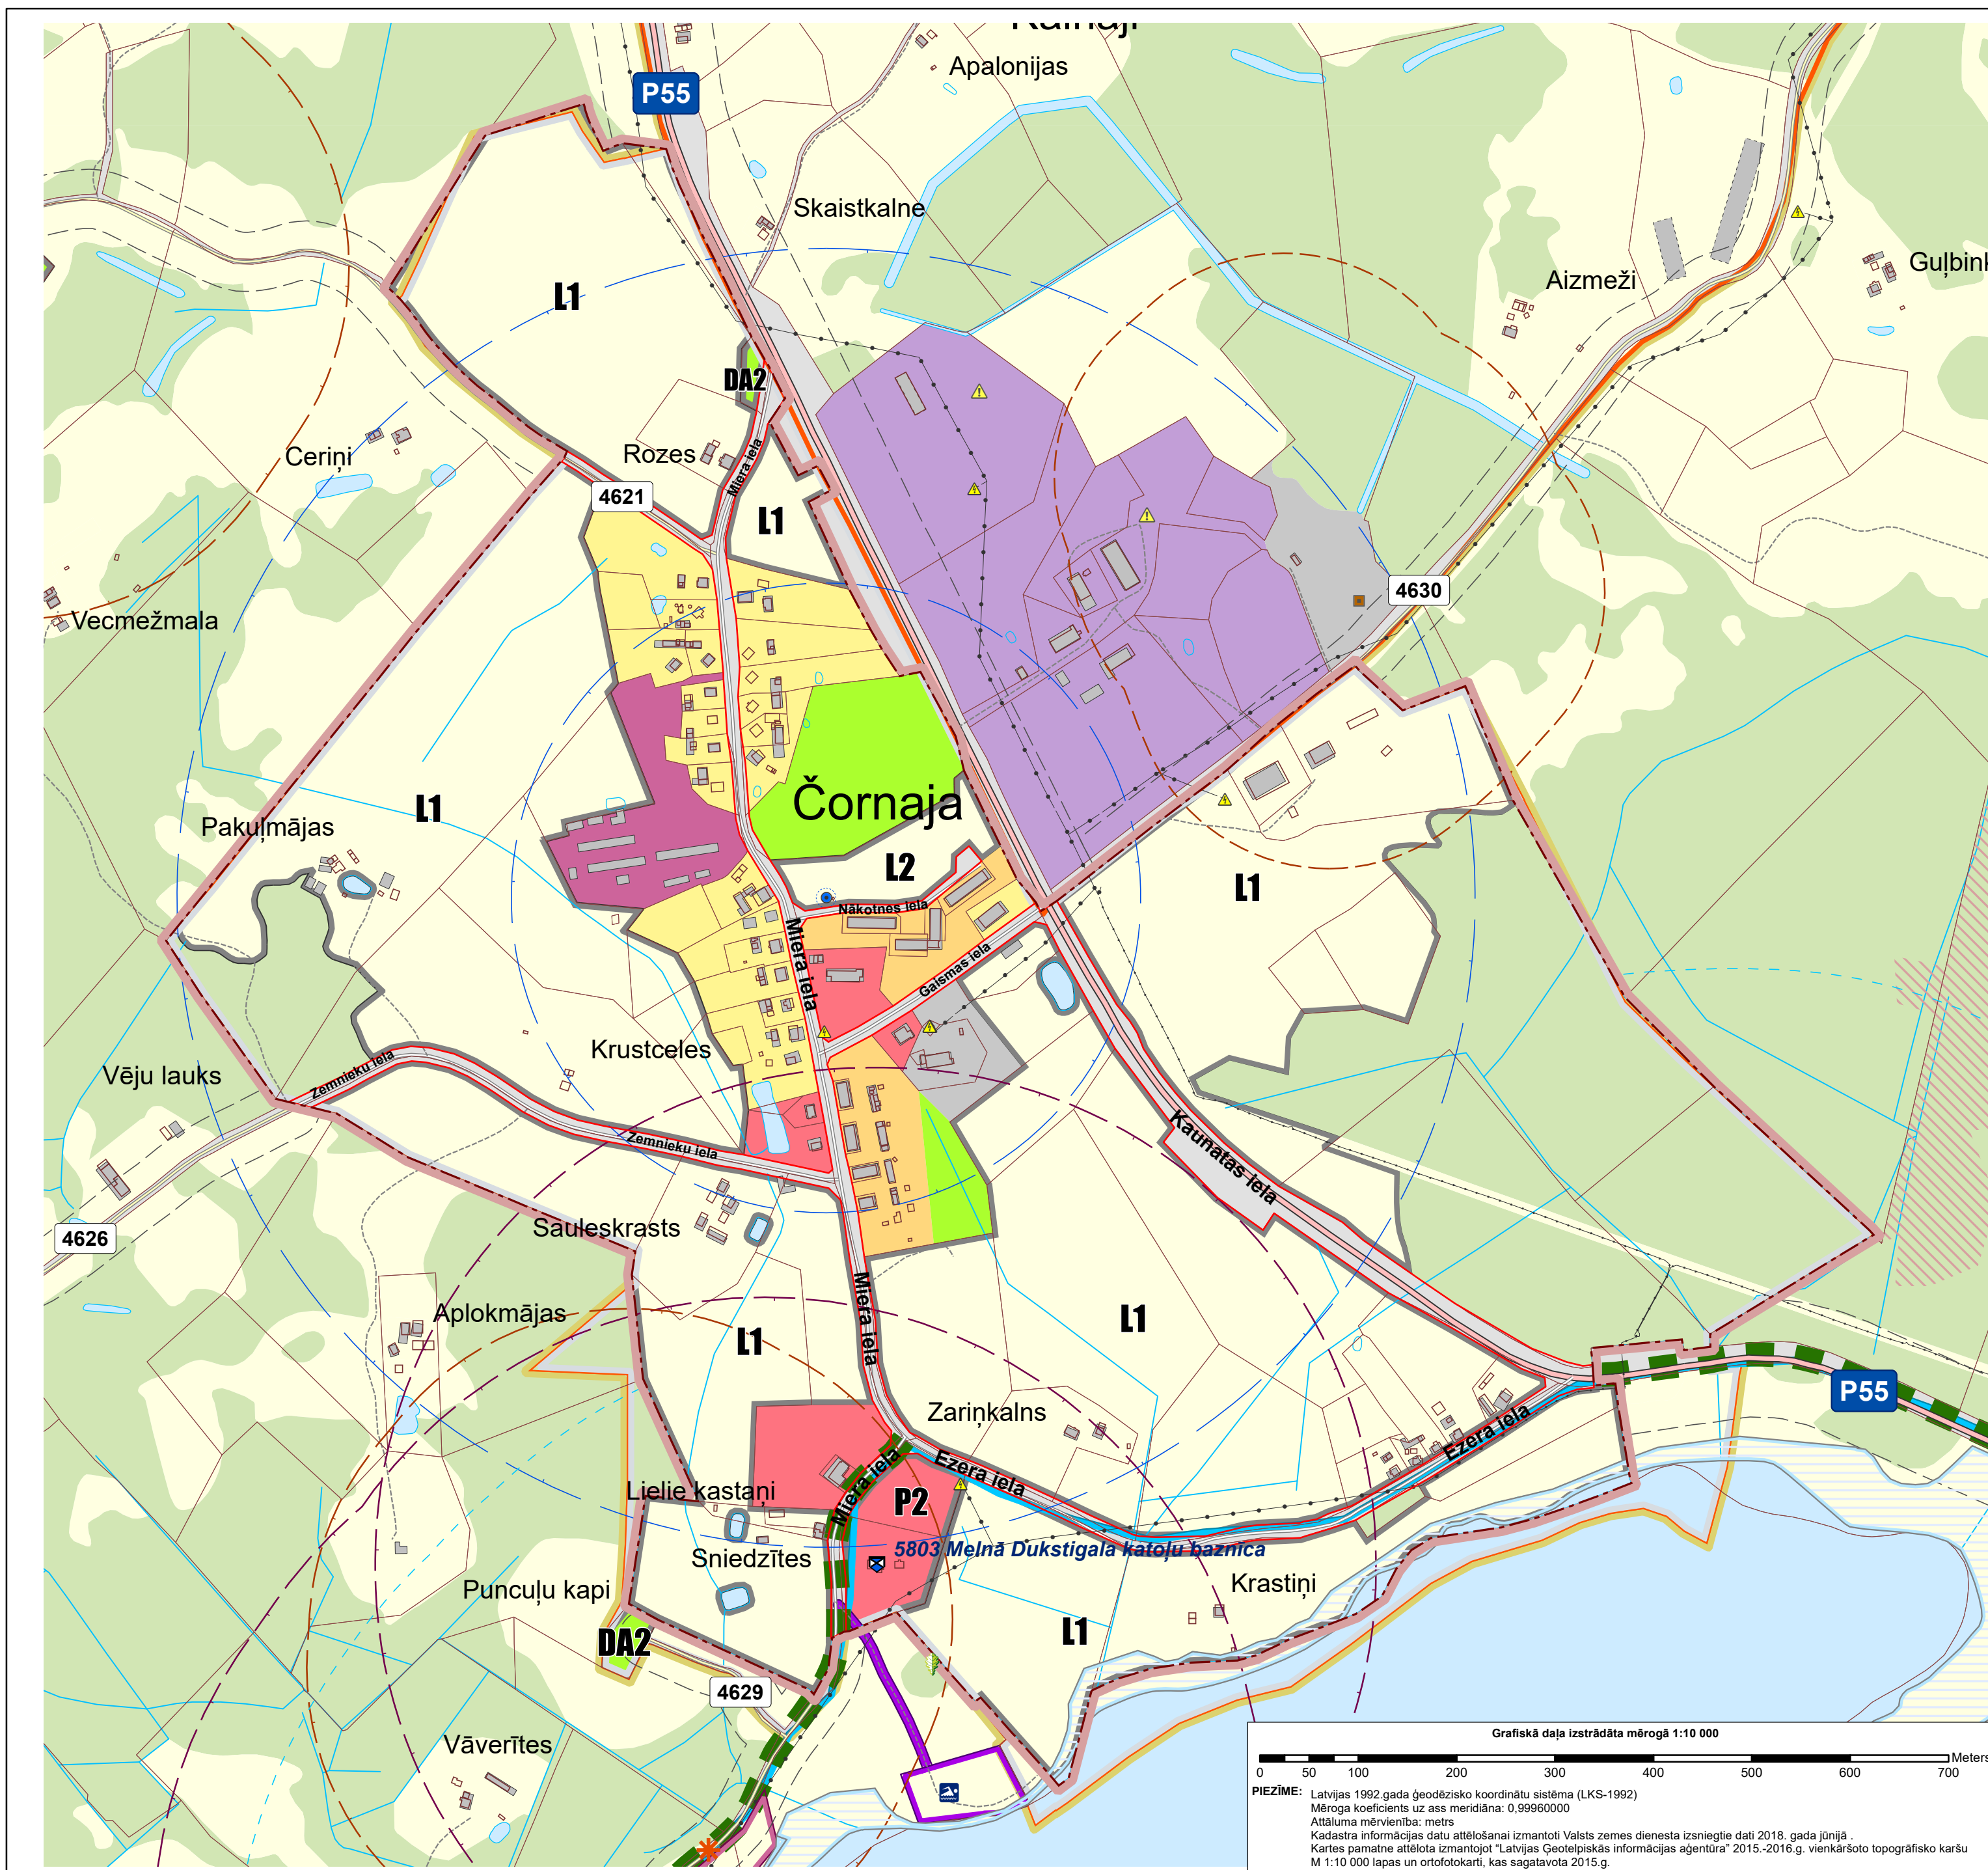 Apalonijas
P55
Skaistkalne
Aizmeži
L1
DA2
Ceriņi
Rozes
Miera iela
4621
L1
4630
Vecmežmala
L1
Čornaja
Pakuļmājas
L2
L1
Nākotnes iela
Miera iela
Gaismas iela
Krustceles
Vēju lauks
Zemnieku iela
Zemnieku iela
Kaunatas iela
Sauleskrasts
4626
Aplokmājas
Miera iela
L1
L1
P55
Zariņkalns
Ezera iela
Ezera iela
Miera iela
Lielie kastaņi
P2
5803 Melnā Dukstigala katoļu baznīca
Sniedzītes
Puncuļu kapi
Krastiņi
DA2
L1
4629
Vāverītes
Grafiskā daļa izstrādāta mērogā 1:10 000
Meters
0 50 100 200 300 400 500 600 700
PIEZĪME: Latvijas 1992.gada ģeodēzisko koordinātu sistēma (LKS-1992)
Mēroga koeficients uz ass meridiāna: 0,99960000
Attāluma mērvienība: metrs
Kadastra informācijas datu attēlošanai izmantoti Valsts zemes dienesta izsniegtie dati 2018. gada jūnijā .
Kartes pamatne attēlota izmantojot "Latvijas Ģeotelpiskās informācijas aģentūra" 2015.-2016.g. vienkāršoto topogrāfisko karšu
M 1:10 000 lapas un ortofotokarti, kas sagatavota 2015.g.